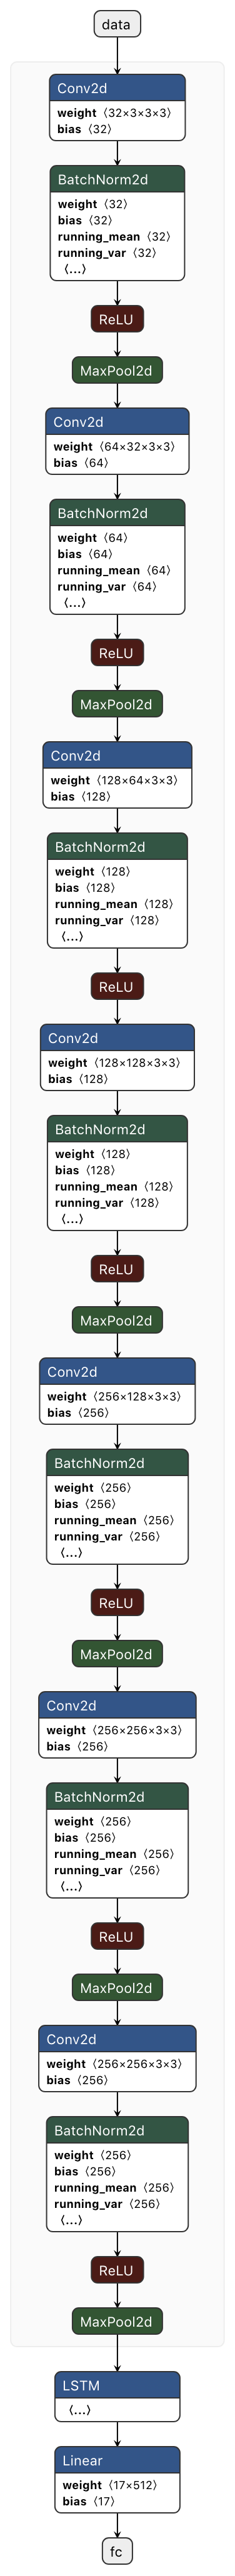 data
Conv2d
weight 〈32×3×3×3〉
bias 〈32〉
BatchNorm2d
weight 〈32〉
bias 〈32〉
running_mean 〈32〉
running_var 〈32〉
〈...〉
ReLU
MaxPool2d
Conv2d
weight 〈64×32×3×3〉
bias 〈64〉
BatchNorm2d
weight 〈64〉
bias 〈64〉
running_mean 〈64〉
running_var 〈64〉
〈...〉
ReLU
MaxPool2d
Conv2d
weight 〈128×64×3×3〉
bias 〈128〉
BatchNorm2d
weight 〈128〉
bias 〈128〉
running_mean 〈128〉
running_var 〈128〉
〈...〉
ReLU
Conv2d
weight 〈128×128×3×3〉
bias 〈128〉
BatchNorm2d
weight 〈128〉
bias 〈128〉
running_mean 〈128〉
running_var 〈128〉
〈...〉
ReLU
MaxPool2d
Conv2d
weight 〈256×128×3×3〉
bias 〈256〉
BatchNorm2d
weight 〈256〉
bias 〈256〉
running_mean 〈256〉
running_var 〈256〉
〈...〉
ReLU
MaxPool2d
Conv2d
weight 〈256×256×3×3〉
bias 〈256〉
BatchNorm2d
weight 〈256〉
bias 〈256〉
running_mean 〈256〉
running_var 〈256〉
〈...〉
ReLU
MaxPool2d
Conv2d
weight 〈256×256×3×3〉
bias 〈256〉
BatchNorm2d
weight 〈256〉
bias 〈256〉
running_mean 〈256〉
running_var 〈256〉
〈...〉
ReLU
MaxPool2d
LSTM
〈...〉
Linear
weight 〈17×512〉
bias 〈17〉
fc